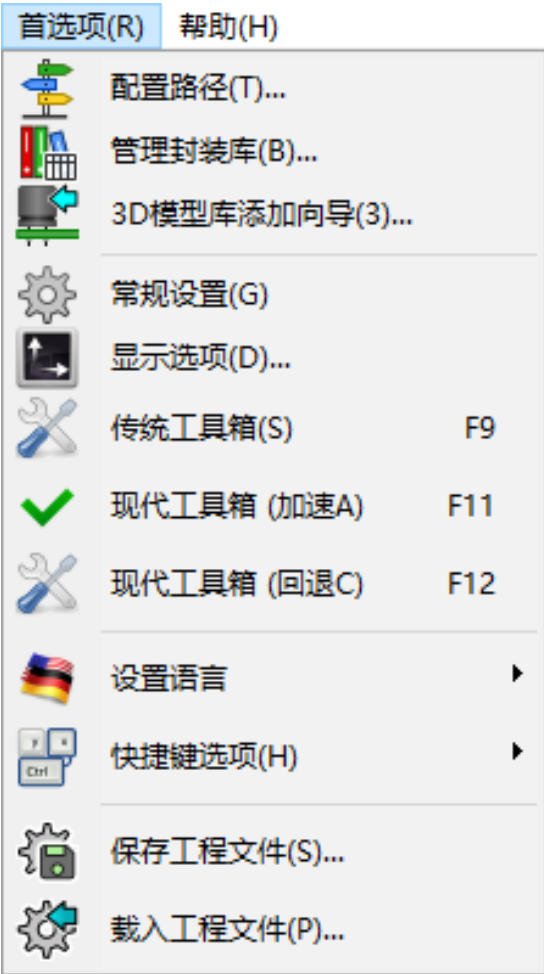 首选项(R) 帮助(H)
配置路径(T)...
管理封装库(B)...
3D模型库添加向导(3)...
常规设置(G)
显示选项(D)...
传统工具箱(S) F9
现代工具箱 (加速A) F11
现代工具箱 (回退C) F12
设置语言
y x
快捷键选项(H)
Ctrl
保存工程文件(S)...
载入工程文件(P)...